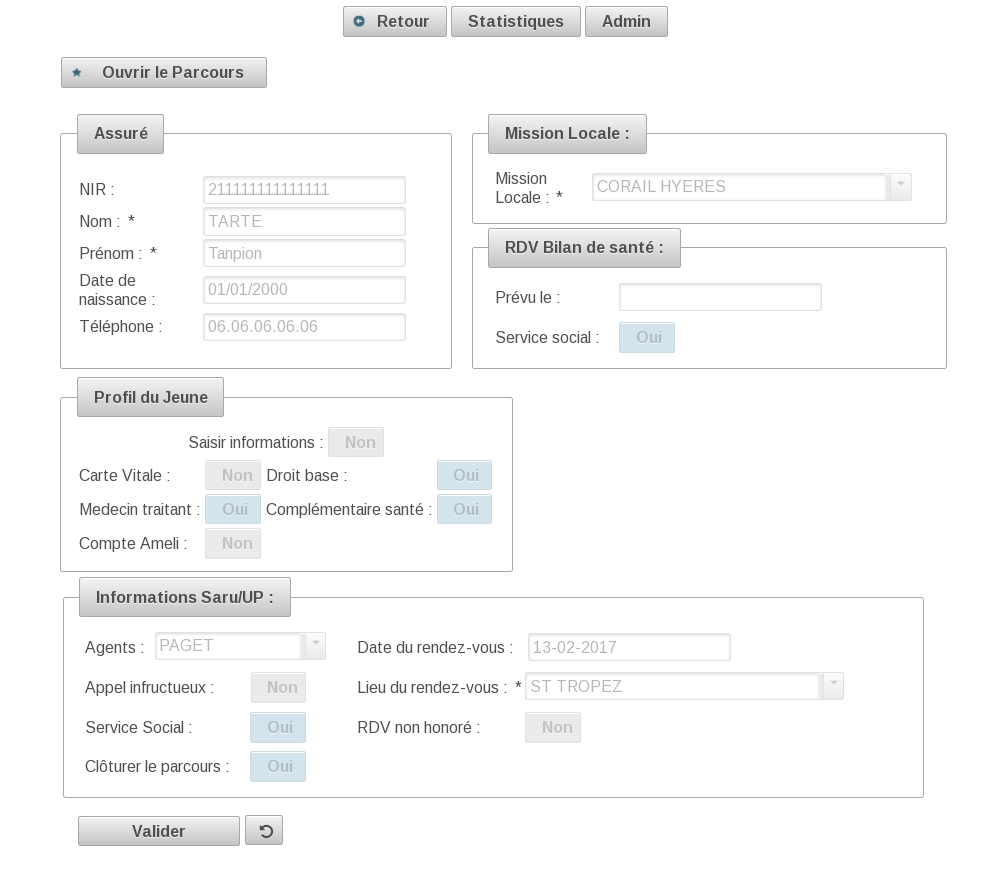 Retour Statistiques Admin
Ouvrir le Parcours
Assuré
NIR : 211111111111111
Nom : * TARTE
Prénom : * Tanpion
Date de
naissance : 01/01/2000
Téléphone : 06.06.06.06.06
Mission Locale :
Mission
Locale : * CORAIL HYERES
RDV Bilan de santé :
Prévu le :
Service social : Oui
Profil du Jeune
Saisir informations : Non
Carte Vitale : Non Droit base : Oui
Medecin traitant : Oui Complémentaire santé : Oui
Compte Ameli : Non
Informations Saru/UP :
Agents : PAGET Date du rendez-vous : 13-02-2017
Appel infructueux : Non Lieu du rendez-vous : * ST TROPEZ
Service Social : Oui RDV non honoré : Non
Clôturer le parcours : Oui
Valider